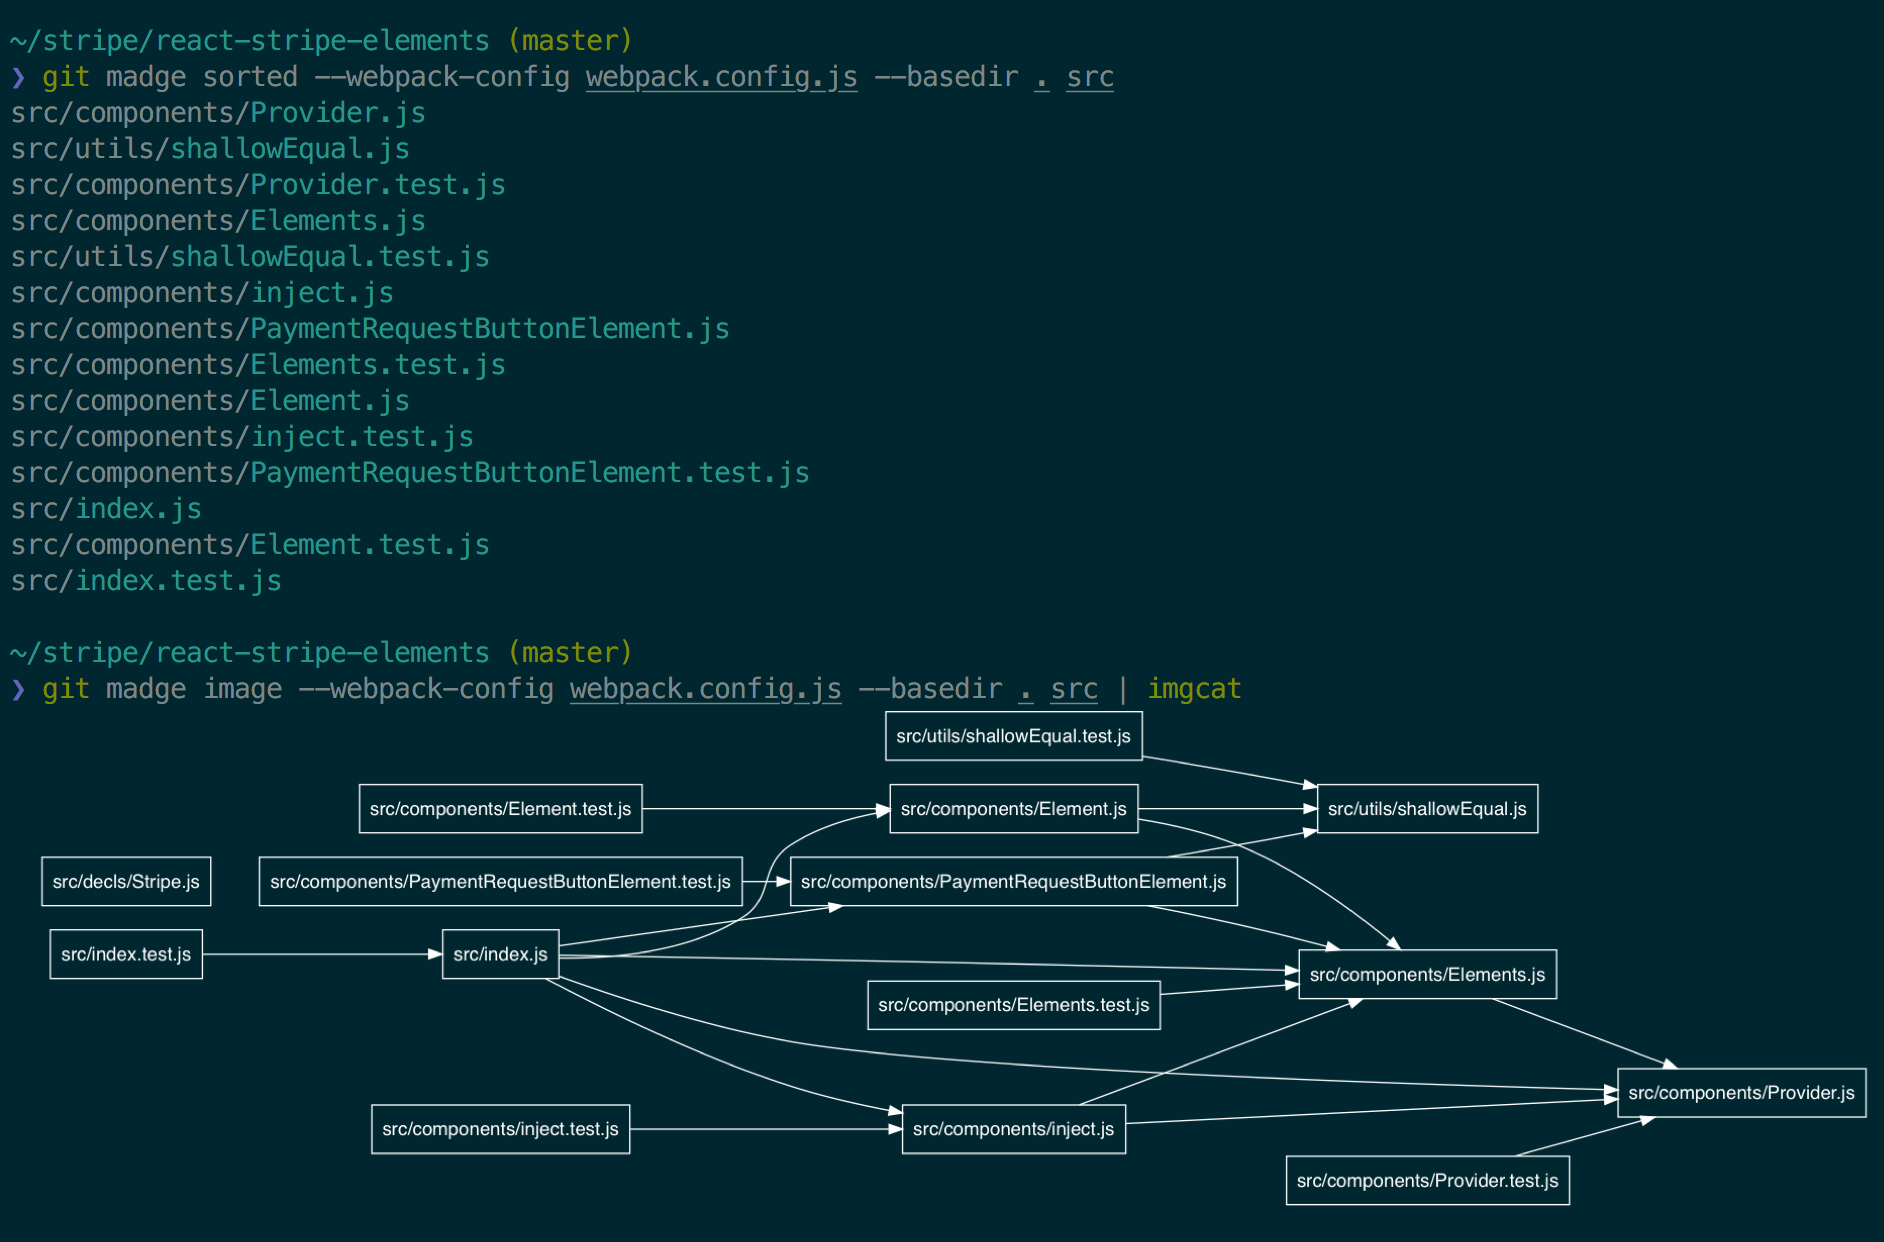 ~/stripe/react-stripe-elements (master)
❯ git madge sorted --webpack-config webpack.config.js --basedir . src
src/components/Provider.js
src/utils/shallowEqual.js
src/components/Provider.test.js
src/components/Elements.js
src/utils/shallowEqual.test.js
src/components/inject.js
src/components/PaymentRequestButtonElement.js
src/components/Elements.test.js
src/components/Element.js
src/components/inject.test.js
src/components/PaymentRequestButtonElement.test.js
src/index.js
src/components/Element.test.js
src/index.test.js
~/stripe/react-stripe-elements (master)
❯ git madge image --webpack-config webpack.config.js --basedir . src | imgcat
src/utils/shallowEqual.test.js
src/components/Element.test.js
src/components/Element.js
src/utils/shallowEqual.js
src/decls/Stripe.js
src/components/PaymentRequestButtonElement.test.js
src/components/PaymentRequestButtonElement.js
src/index.test.js
src/index.js
src/components/Elements.js
src/components/Elements.test.js
src/components/Provider.js
src/components/inject.test.js
src/components/inject.js
src/components/Provider.test.js